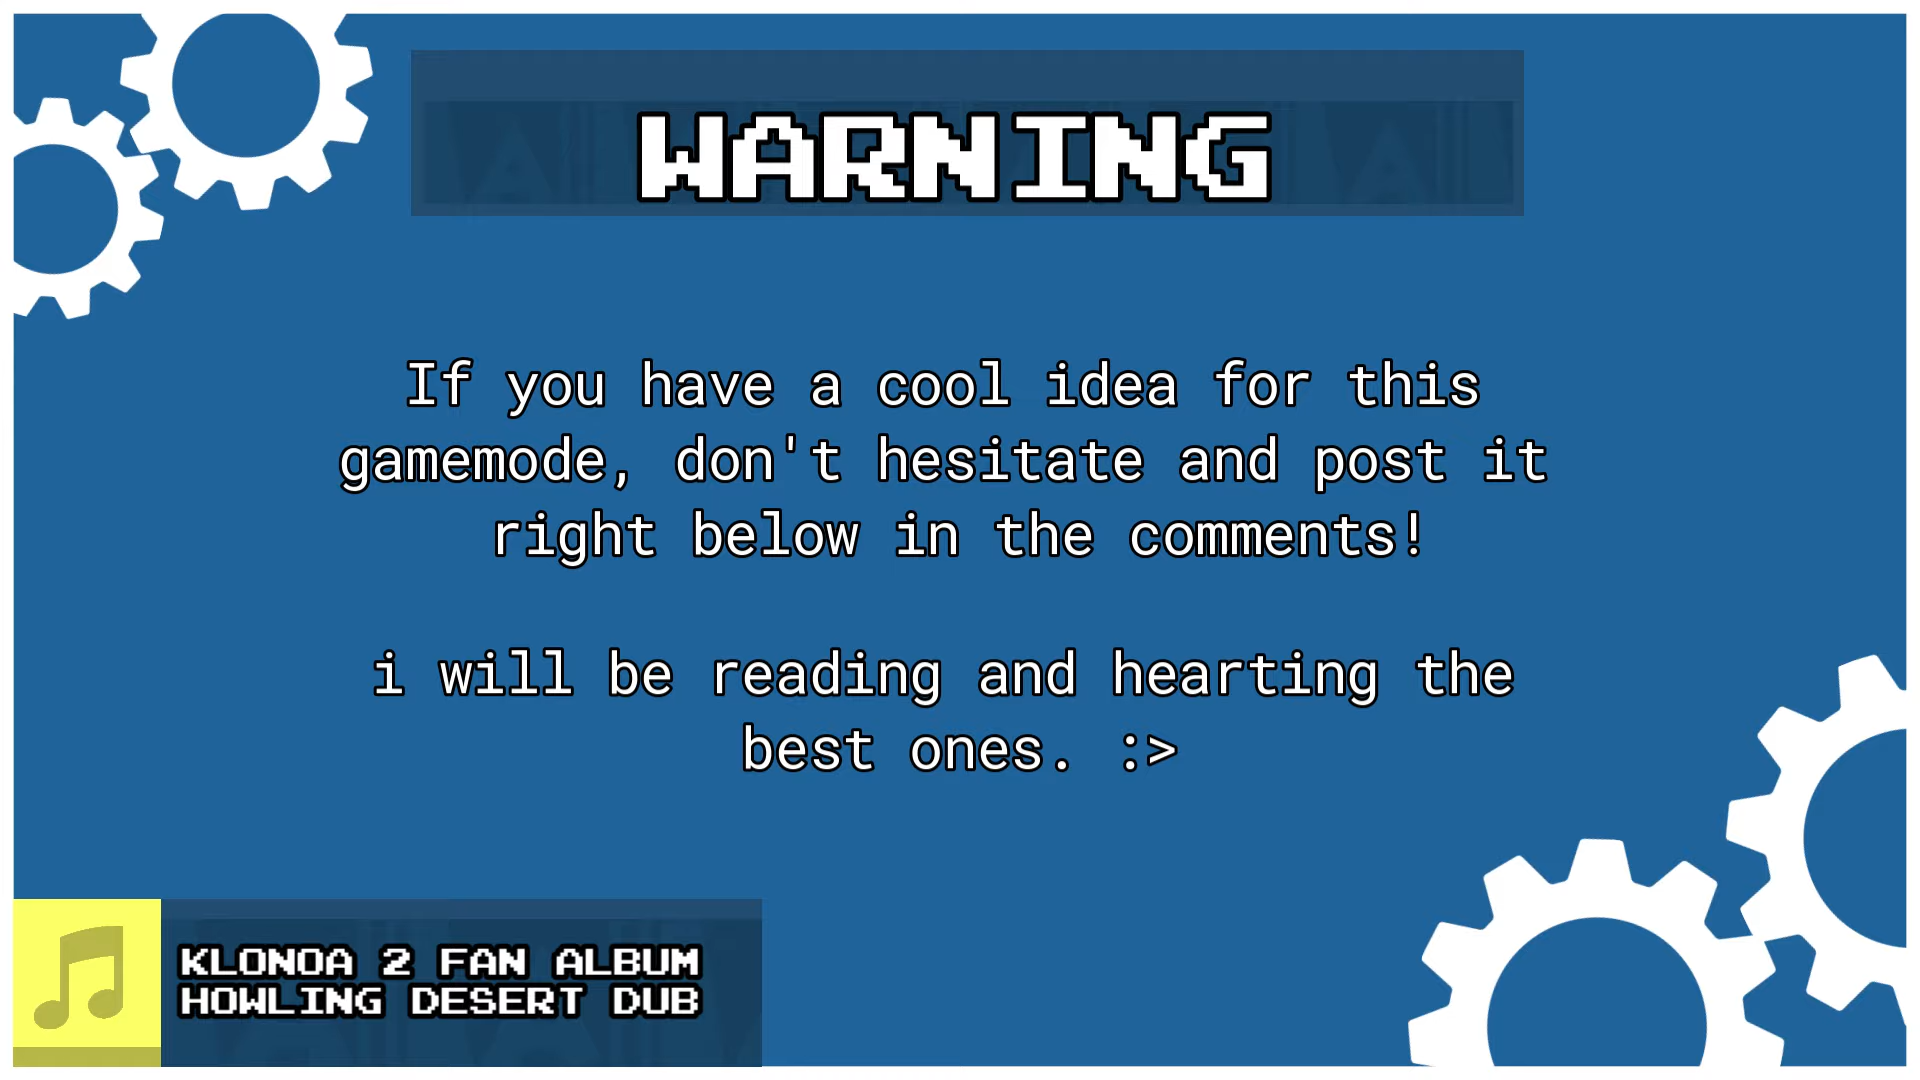 WARNING
If you have a cool idea for this
gamemode, don't hesitate and post it
right below in the comments!
i will be reading and hearting the
best ones. :>
KLONOA 2 FAN ALBUM
HOWLING DESERT DUB